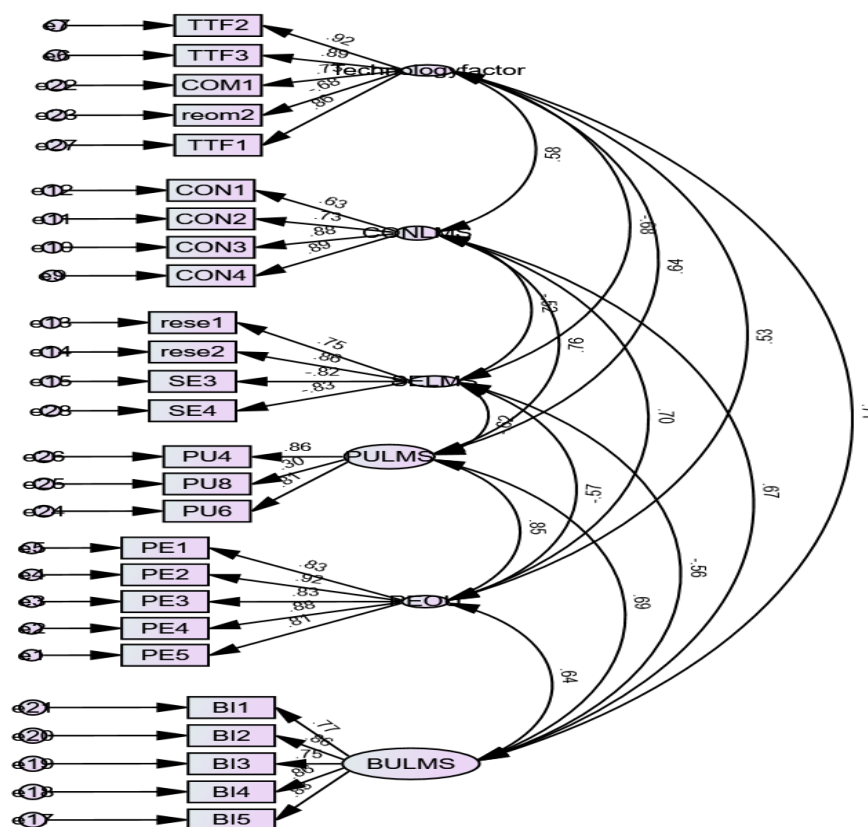 e7 TTF2 .92
e6 TTF3 .89
e22 COM1
e23 reom2 -.68
e27 TTF1 .86
Technologyfactor
.58
e12 CON1 .63
e11 CON2 .73
e10 CON3 .88
e9 CON4 .89
CONLMS
-.68
.64
-.52
.76
.53
e13 rese1 .75
e14 rese2 .86
e15 SE3 -.82
e28 SE4 -.83
SELMS
.70
e26 PU4 .86
e25 PU8 .30
e24 PU6 .81
PULMS
-.57
.67
e5 PE1 .83
e4 PE2 .92
e3 PE3 .83
e2 PE4 .88
e1 PE5 .81
PEOU
.85
-.56
.69
.64
e21 BI1 .77
e20 BI2 .86
e19 BI3 .75
e18 BI4
e17 BI5
BULMS